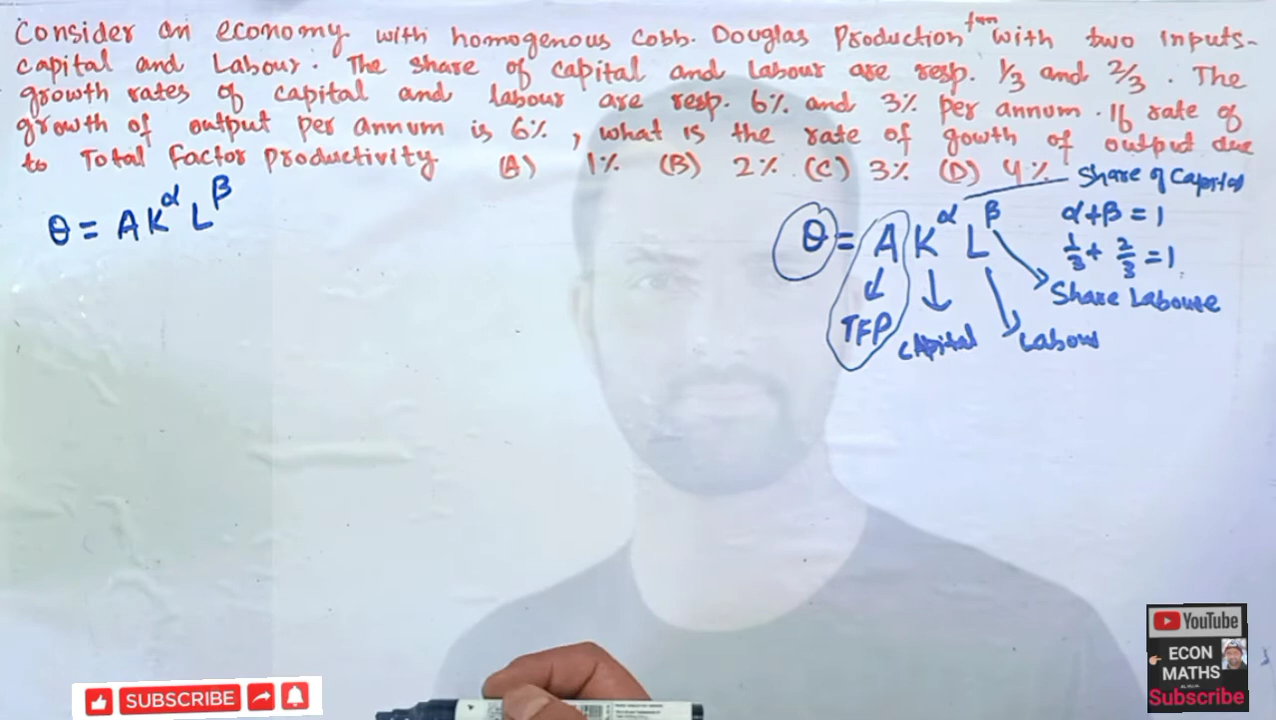 Consider an economy with homogenous Cobb. Douglas Production fun with two inputs-
capital and Labour. The share of capital and labour are resp. 1/3 and 2/3. The
growth rates of capital and labour are resp. 6% and 3% per annum. If rate of
growth of output per annum is 6%, what is the rate of gowth of output due
to Total Factor Productivity (A) 1% (B) 2% (C) 3% (D) 4%
θ = AK^α L^β
θ = A K^α L^β
Share of Capital
α+β=1
1/3 + 2/3 = 1
Share Laboure
TFP
capital
Labour
YouTube
ECON
MATHS
Subscribe
SUBSCRIBE